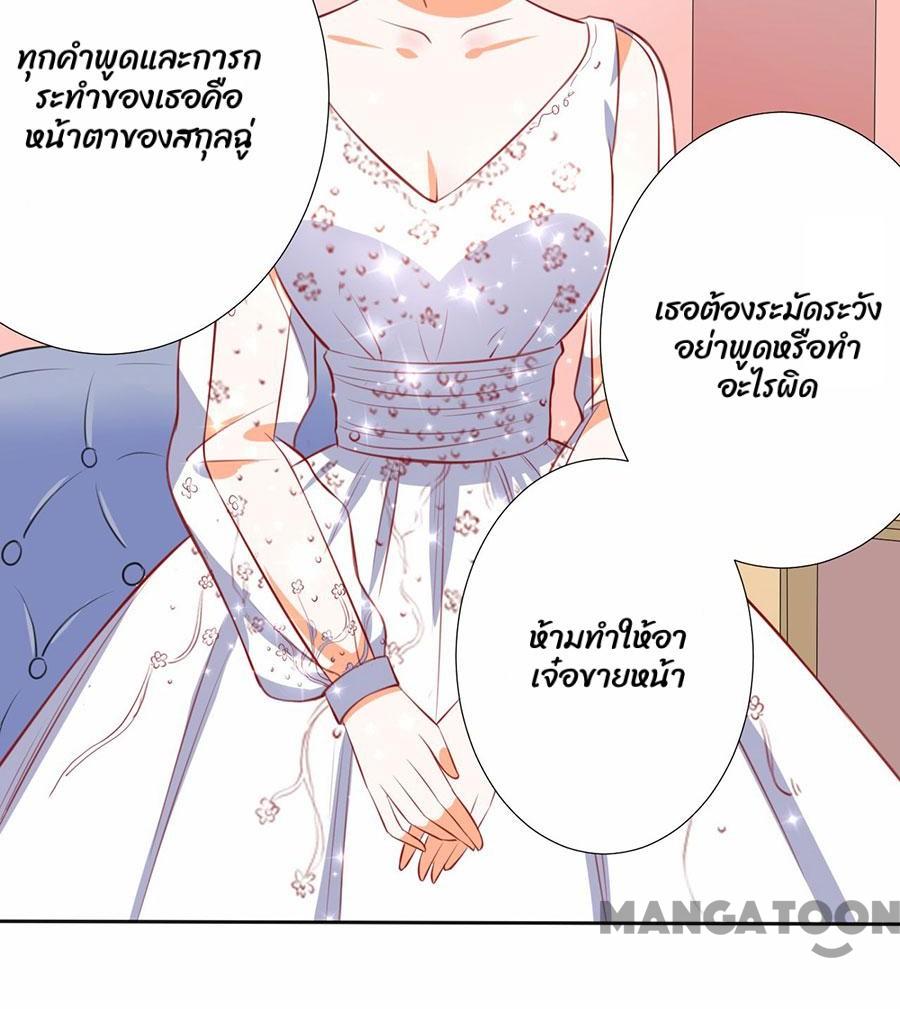 ทุกคำพูดและการก
ระทำของเธอคือ
หน้าตาของสกุลฉู่
เธอต้องระมัดระวัง
อย่าพูดหรือทำ
อะไรผิด
ห้ามทำให้อา
เจ๋อขายหน้า
MANGATOON